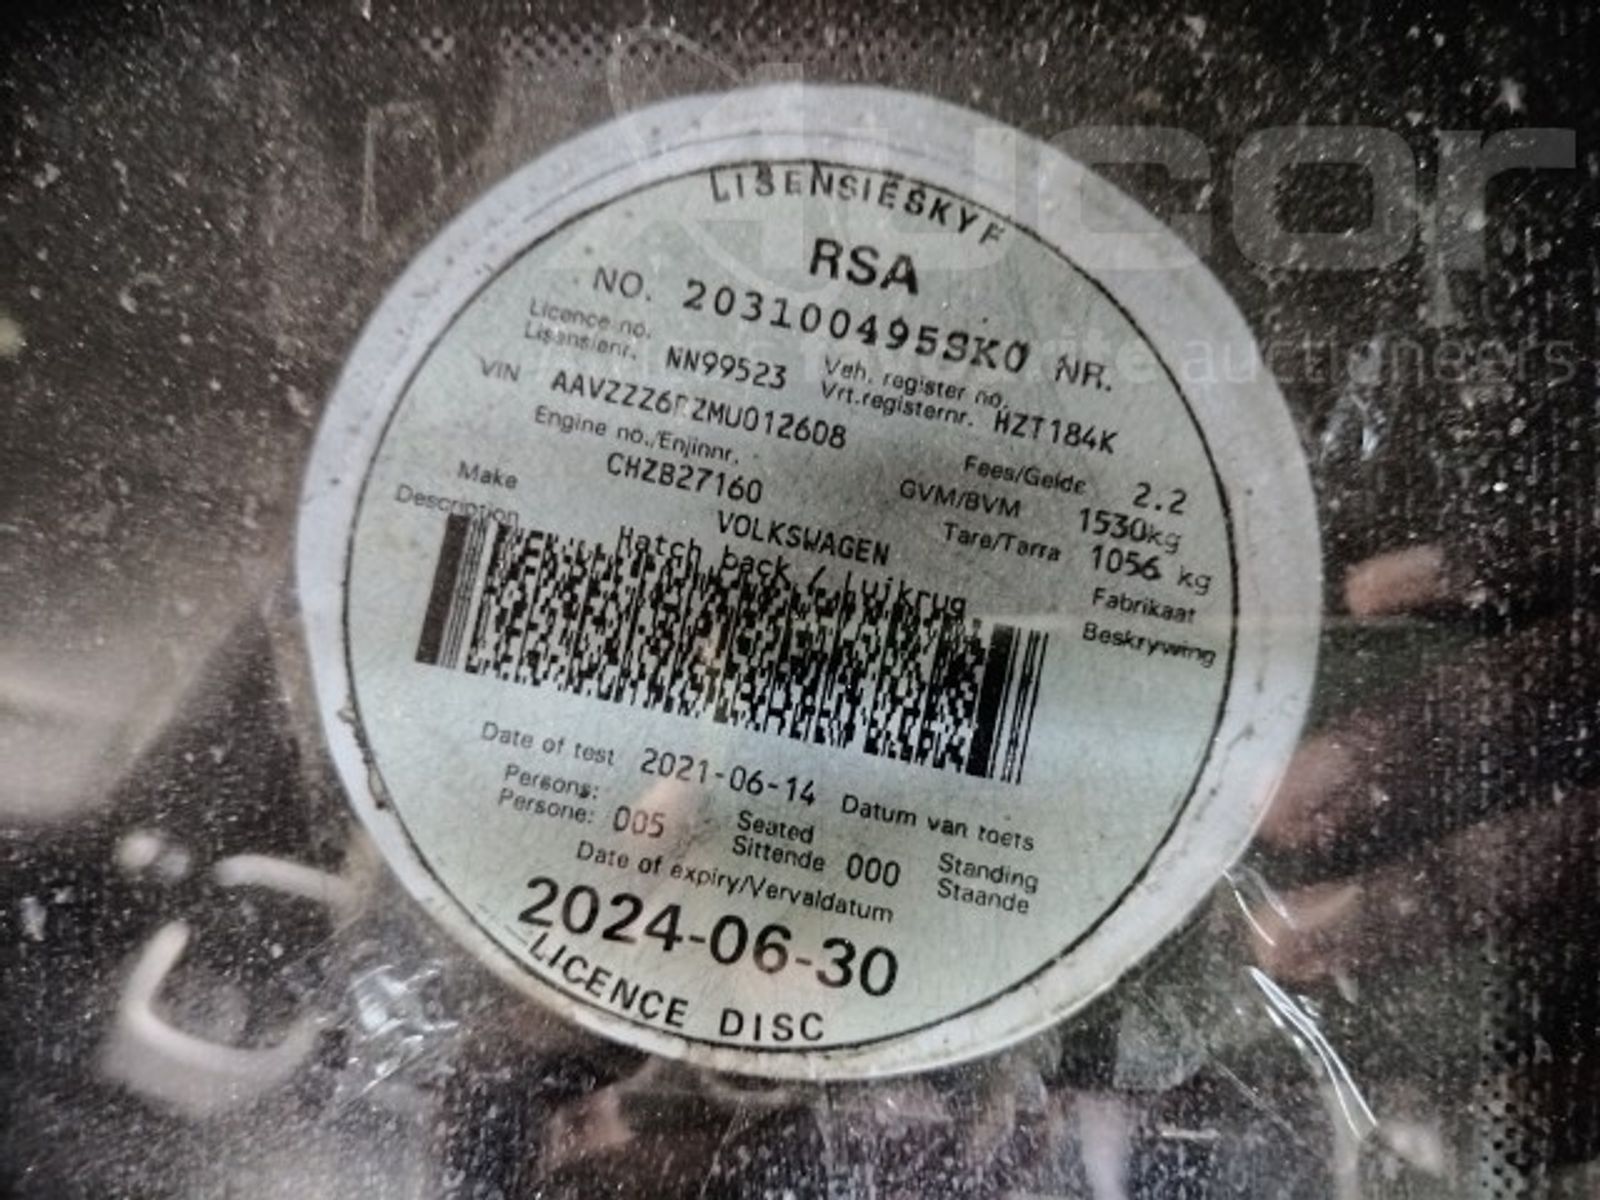 Aucor
auctioneers
LISENSIESKYF
RSA
NO. 203100495SK0 NR.
Licence no.
Lisensienr. NN99523 Veh. register no.
Vrt.registernr. HZT184K
VIN
Engine no./Enjinnr. Fees/Gelde 2.2
CHZB27160 GVM/BVM 1530kg
Make VOLKSWAGEN Tare/Tarra 1056 kg
Fabrikaat
Description Hatch back / Luikrug Beskrywing
Date of test 2021-06-14 Datum van toets
Persons:
Persone: 005 Seated
Sittende 000 Standing
Staande
Date of expiry/Vervaldatum
2024-06-30
LICENCE DISC